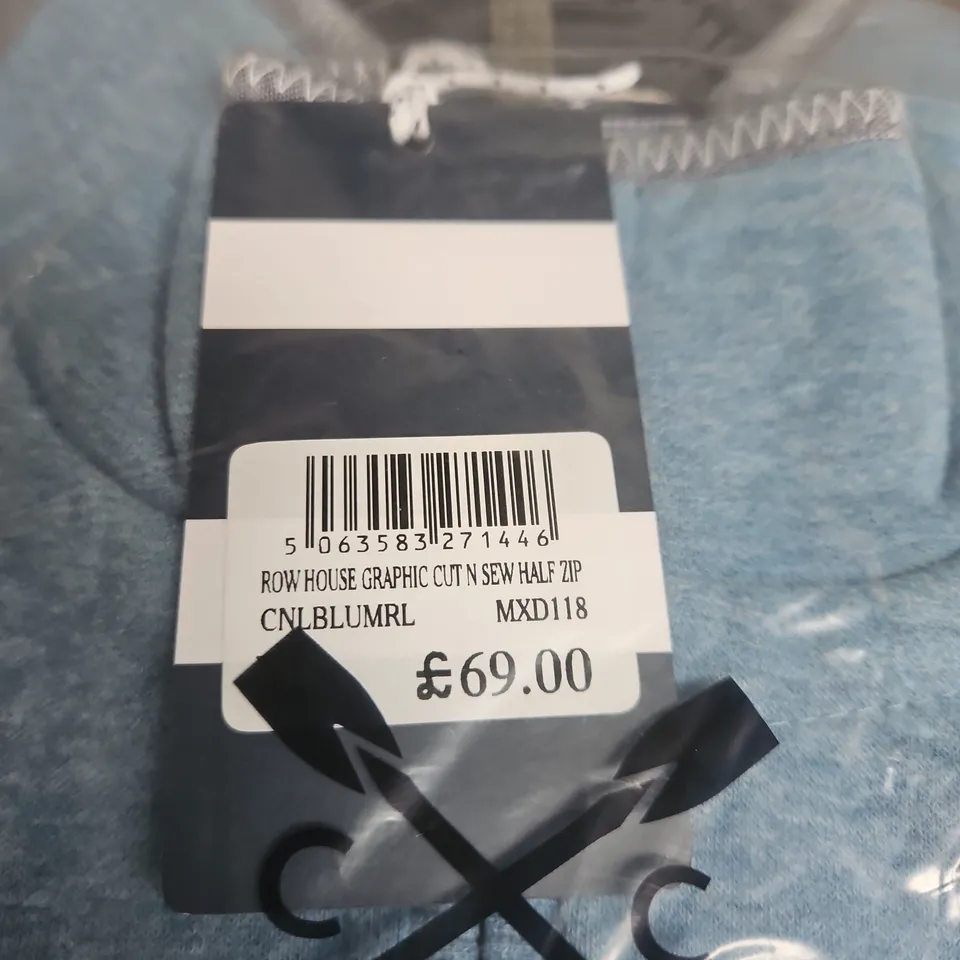 5 063583 271446
ROW HOUSE GRAPHIC CUT N SEW HALF ZIP
CNLBLUMRL MXD118
£69.00
C C